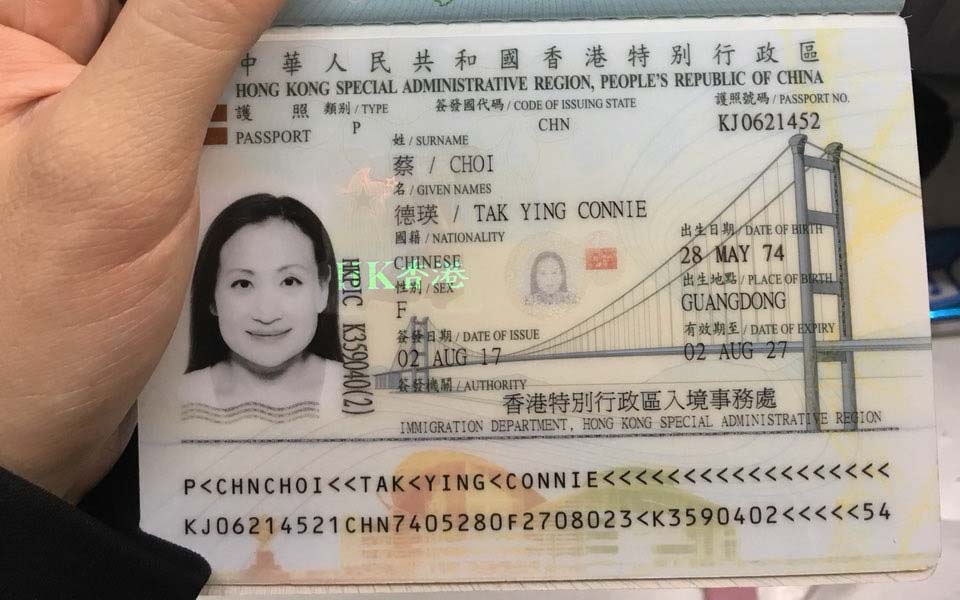 中華人民共和國香港特別行政區
HONG KONG SPECIAL ADMINISTRATIVE REGION, PEOPLE'S REPUBLIC OF CHINA
護照 類別 / TYPE 簽發國代碼 / CODE OF ISSUING STATE 護照號碼 / PASSPORT NO.
PASSPORT P CHN KJ0621452
姓 / SURNAME
蔡 / CHOI
名 / GIVEN NAMES
德瑛 / TAK YING CONNIE
國籍 / NATIONALITY 出生日期 / DATE OF BIRTH
CHINESE 28 MAY 74
HK香港
性別 / SEX 出生地點 / PLACE OF BIRTH
F GUANGDONG
簽發日期 / DATE OF ISSUE 有效期至 / DATE OF EXPIRY
02 AUG 17 02 AUG 27
簽發機關 / AUTHORITY
香港特別行政區入境事務處
IMMIGRATION DEPARTMENT, HONG KONG SPECIAL ADMINISTRATIVE REGION
HKPIC K359040(2)
KJ0621452
P<CHNCHOI<<TAK<YING<CONNIE<<<<<<<<<<<<<<<<<<
KJ06214521CHN7405280F2708023<K3590402<<<<<54